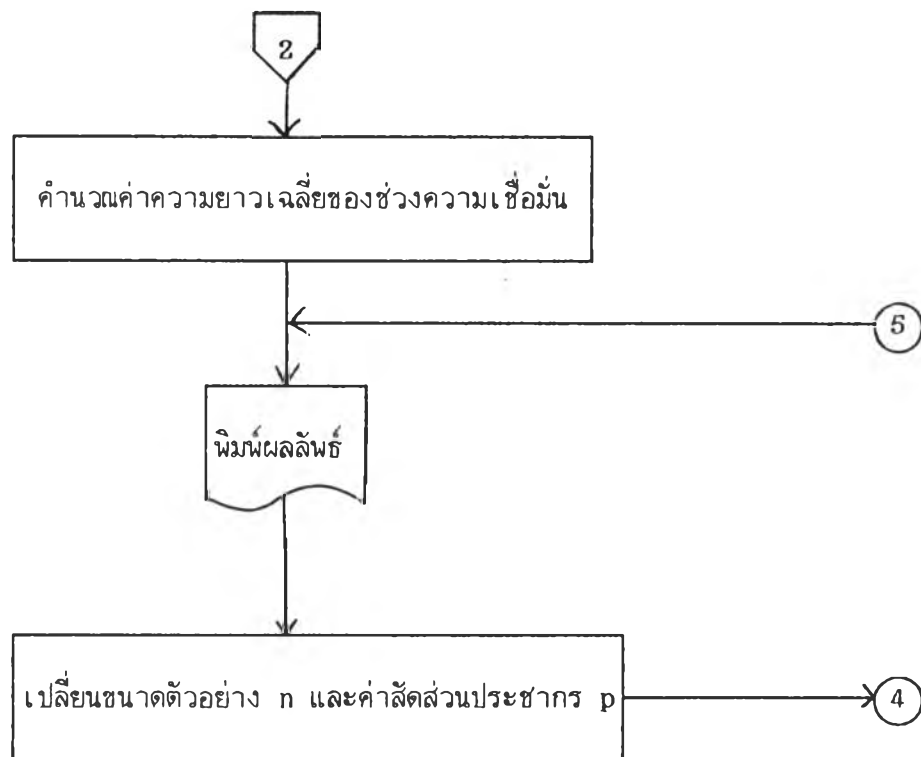 2
คำนวณค่าความยาวเฉลี่ยของช่วงความเชื่อมั่น
5
พิมพ์ผลลัพธ์
เปลี่ยนขนาดตัวอย่าง n และค่าสัดส่วนประชากร p
4